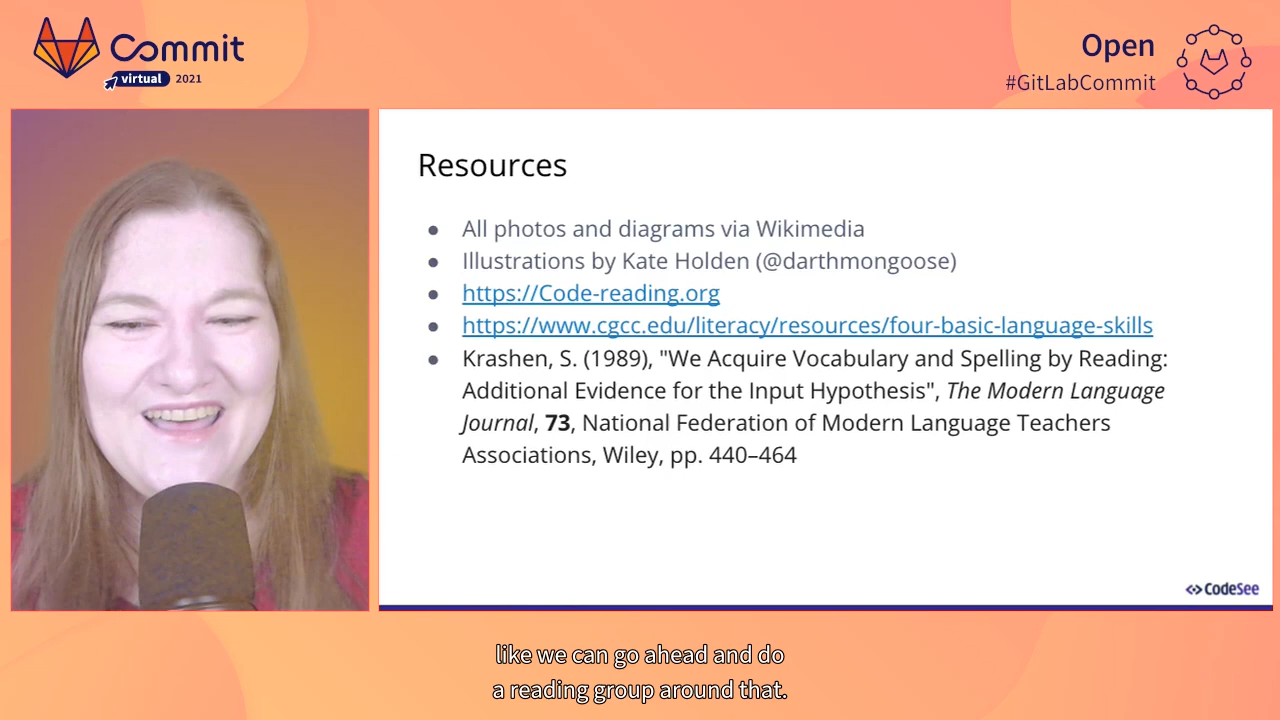 Commit
virtual 2021
Open
#GitLabCommit
Resources
● All photos and diagrams via Wikimedia
● Illustrations by Kate Holden (@darthmongoose)
● https://Code-reading.org
● https://www.cgcc.edu/literacy/resources/four-basic-language-skills
● Krashen, S. (1989), "We Acquire Vocabulary and Spelling by Reading:
Additional Evidence for the Input Hypothesis", The Modern Language
Journal, 73, National Federation of Modern Language Teachers
Associations, Wiley, pp. 440–464
CodeSee
like we can go ahead and do
a reading group around that.